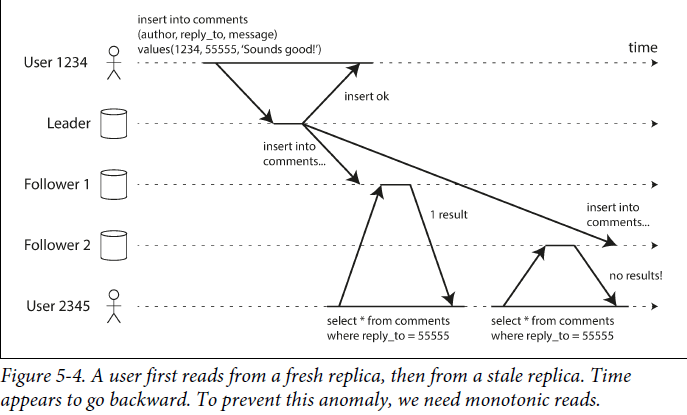 insert into comments
(author, reply_to, message)
values(1234, 55555, ‘Sounds good!’)
time
User 1234
insert ok
Leader
insert into
comments...
Follower 1
1 result
insert into
comments...
Follower 2
no results!
User 2345
select * from comments
where reply_to = 55555
select * from comments
where reply_to = 55555
Figure 5-4. A user first reads from a fresh replica, then from a stale replica. Time
appears to go backward. To prevent this anomaly, we need monotonic reads.